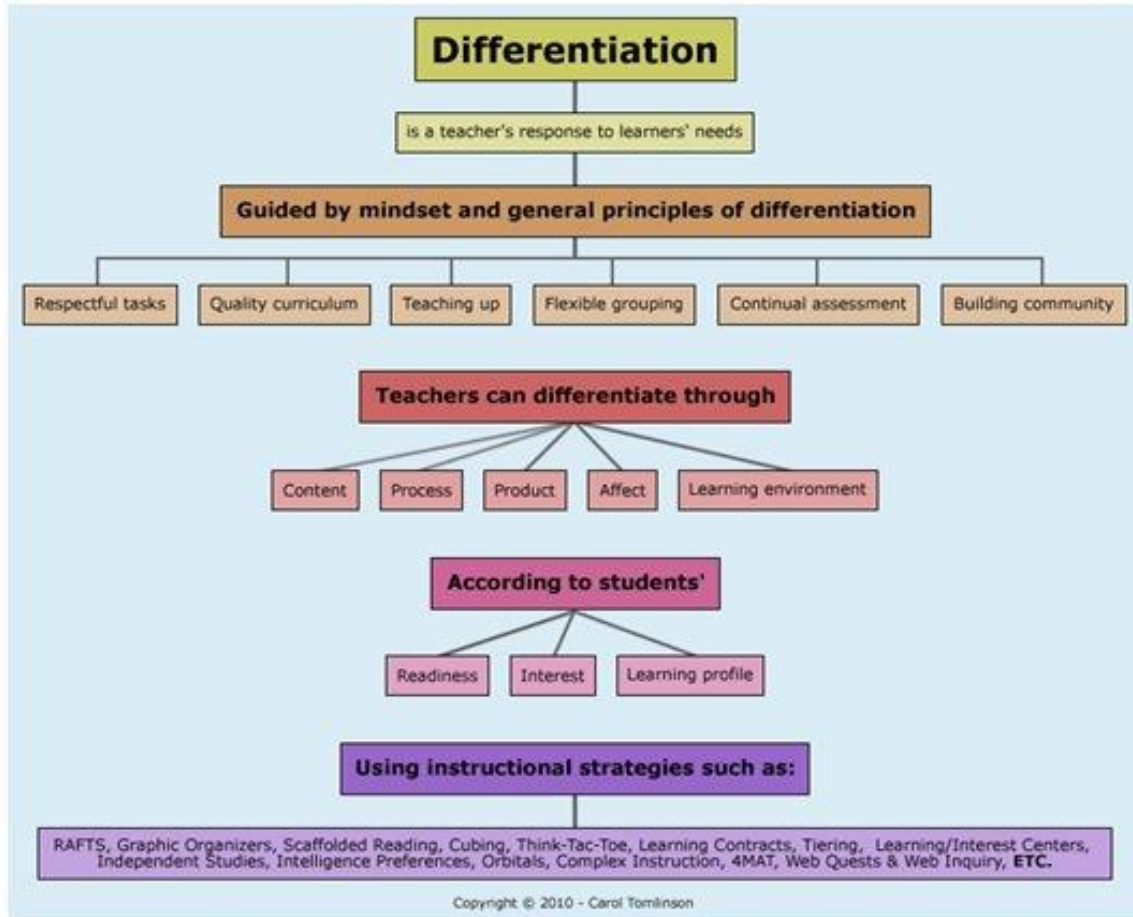 Differentiation
is a teacher's response to learners' needs
Guided by mindset and general principles of differentiation
Respectful tasks
Quality curriculum
Teaching up
Flexible grouping
Continual assessment
Building community
Teachers can differentiate through
Content
Process
Product
Affect
Learning environment
According to students'
Readiness
Interest
Learning profile
Using instructional strategies such as:
RAFTS, Graphic Organizers, Scaffolded Reading, Cubing, Think-Tac-Toe, Learning Contracts, Tiering, Learning/Interest Centers,
Independent Studies, Intelligence Preferences, Orbitals, Complex Instruction, 4MAT, Web Quests & Web Inquiry, ETC.
Copyright © 2010 - Carol Tomlinson